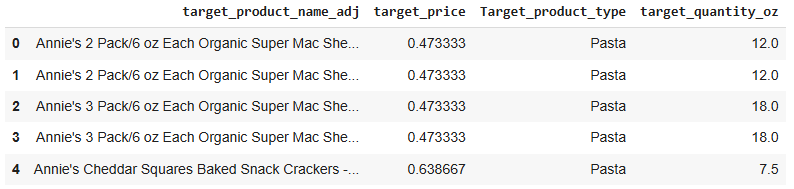 target_product_name_adj target_price Target_product_type target_quantity_oz
0 Annie's 2 Pack/6 oz Each Organic Super Mac She... 0.473333 Pasta 12.0
1 Annie's 2 Pack/6 oz Each Organic Super Mac She... 0.473333 Pasta 12.0
2 Annie's 3 Pack/6 oz Each Organic Super Mac She... 0.473333 Pasta 18.0
3 Annie's 3 Pack/6 oz Each Organic Super Mac She... 0.473333 Pasta 18.0
4 Annie's Cheddar Squares Baked Snack Crackers -... 0.638667 Pasta 7.5